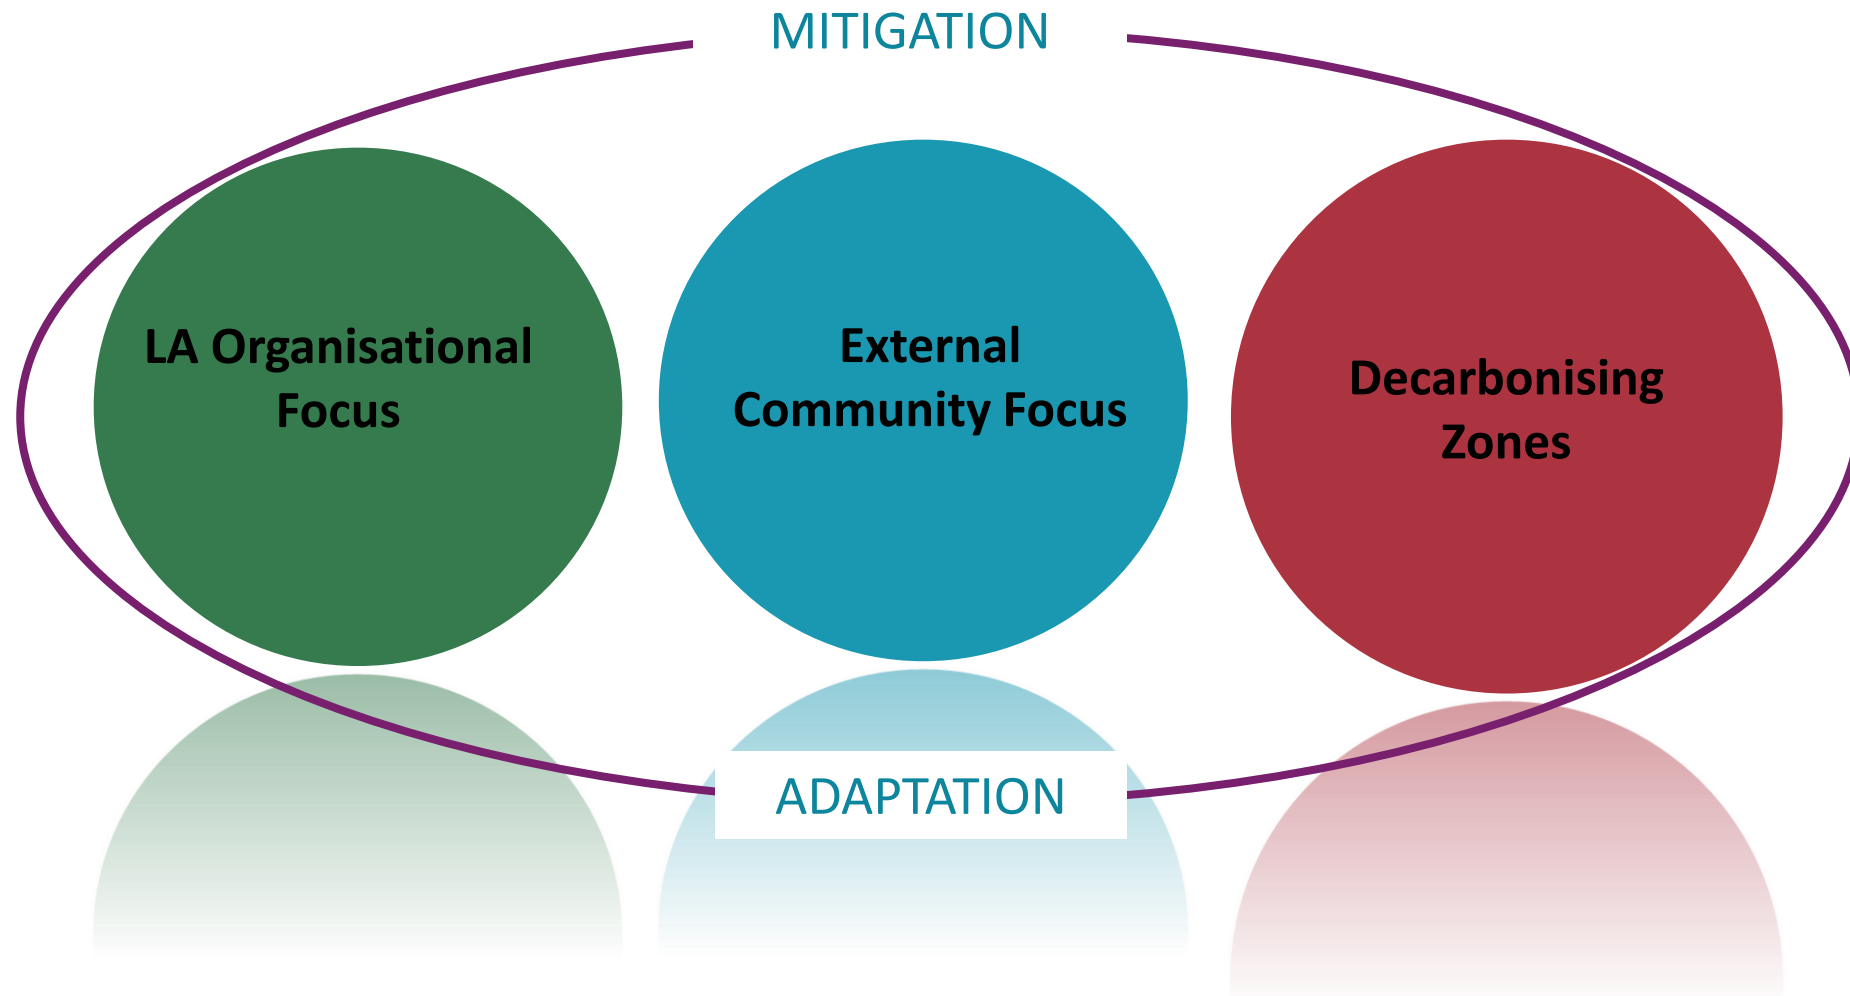 MITIGATION
LA Organisational
Focus
External
Community Focus
Decarbonising
Zones
ADAPTATION